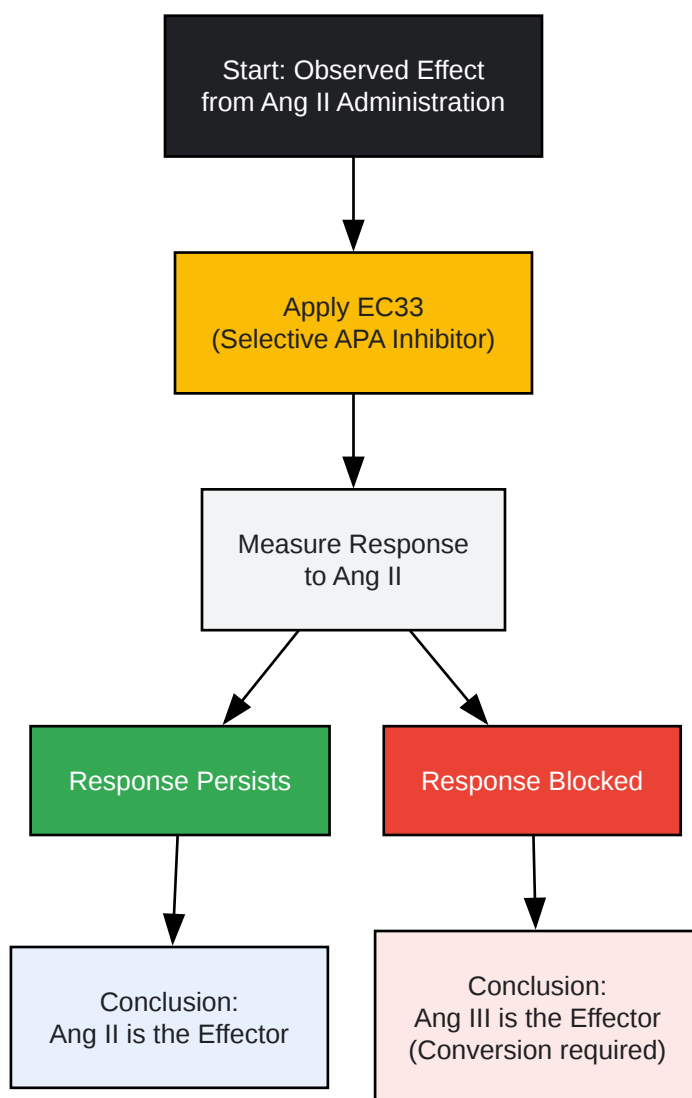 Start: Observed Effect
from Ang II Administration
Apply EC33
(Selective APA Inhibitor)
Measure Response
to Ang II
Response Persists
Response Blocked
Conclusion:
Ang II is the Effector
Conclusion:
Ang III is the Effector
(Conversion required)